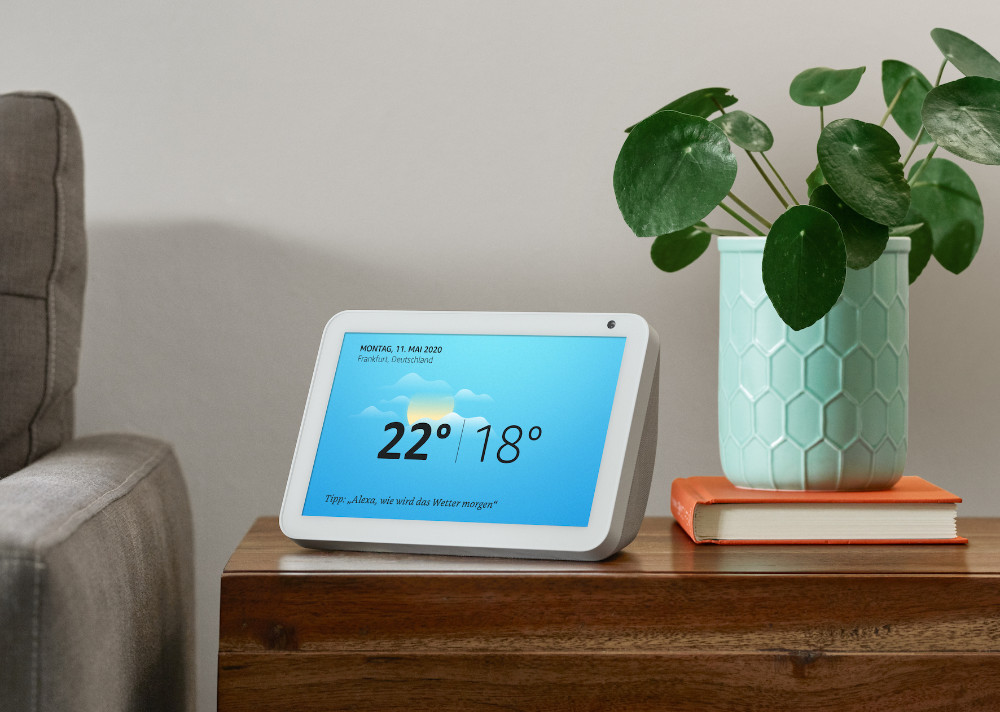 MONTAG, 11. MAI 2020
Frankfurt, Deutschland
22° 18°
Tipp: „Alexa, wie wird das Wetter morgen“